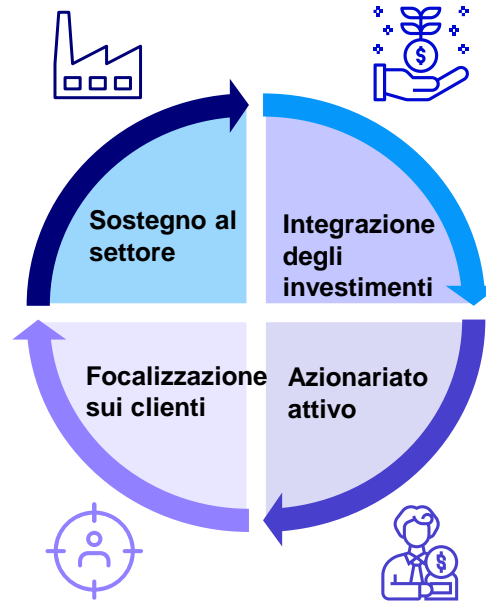 Sostegno al
settore
Integrazione
degli
investimenti
Focalizzazione
sui clienti
Azionariato
attivo
$
$